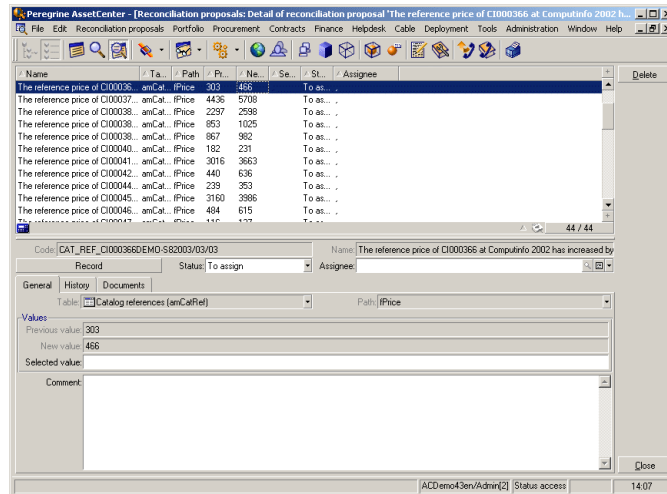 Peregrine AssetCenter - [Reconciliation proposals: Detail of reconciliation proposal 'The reference price of CI000366 at Computinfo 2002 h...
File Edit Reconciliation proposals Portfolio Procurement Contracts Finance Helpdesk Cable Deployment Tools Administration Window Help
Name Ta... Path Pr... Ne... Se... St... Assignee
Delete
The reference price of CI00036... amCat... fPrice 303 466 To as... ,
The reference price of CI00037... amCat... fPrice 4436 5708 To as... ,
The reference price of CI00038... amCat... fPrice 2297 2598 To as... ,
The reference price of CI00038... amCat... fPrice 853 1025 To as... ,
The reference price of CI00038... amCat... fPrice 867 982 To as... ,
The reference price of CI00040... amCat... fPrice 182 231 To as... ,
The reference price of CI00041... amCat... fPrice 3016 3663 To as... ,
The reference price of CI00042... amCat... fPrice 440 636 To as... ,
The reference price of CI00044... amCat... fPrice 239 353 To as... ,
The reference price of CI00045... amCat... fPrice 3160 3986 To as... ,
The reference price of CI00046... amCat... fPrice 484 615 To as... ,
44 / 44
Code: CAT_REF_CI000366DEMO-S82003/03/03 Name: The reference price of CI000366 at Computinfo 2002 has increased by
Record Status: To assign Assignee:
General History Documents
Table: Catalog references (amCatRef) Path: fPrice
Values
Previous value: 303
New value: 466
Selected value:
Comment:
Close
ACDemo43en/Admin[2] Status access 14:07